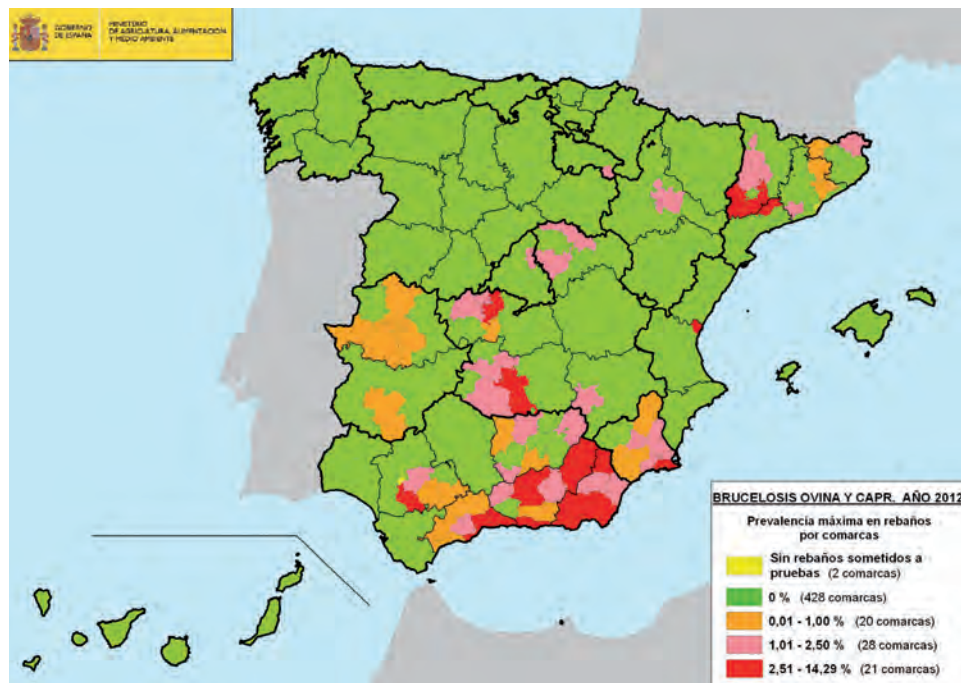 GOBIERNO
DE ESPAÑA
MINISTERIO
DE AGRICULTURA, ALIMENTACIÓN
Y MEDIO AMBIENTE
BRUCELOSIS OVINA Y CAPR. AÑO 2012
Prevalencia máxima en rebaños
por comarcas
Sin rebaños sometidos a
pruebas (2 comarcas)
0 % (428 comarcas)
0,01 - 1,00 % (20 comarcas)
1,01 - 2,50 % (28 comarcas)
2,51 - 14,29 % (21 comarcas)